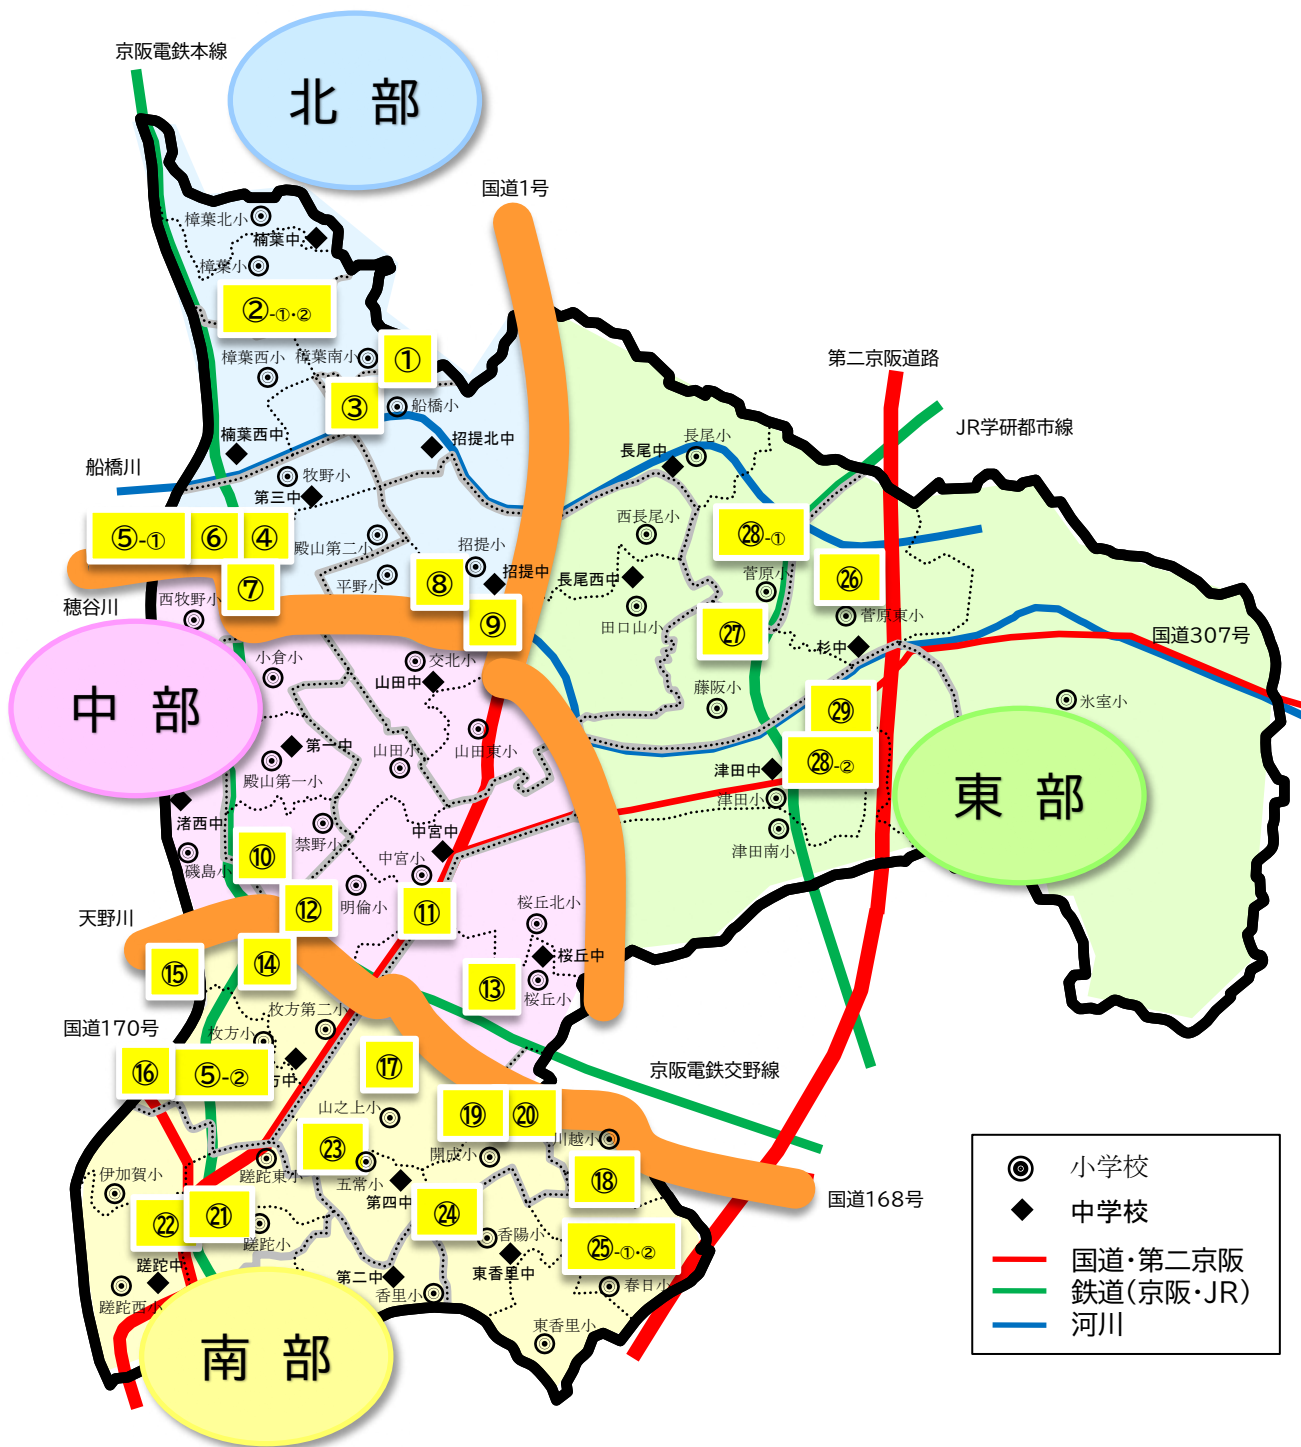 京阪電鉄本線
北 部
国道1号
樟葉北小
楠葉中
樟葉小
②-①・②
樟葉西小
樟葉南小
①
第二京阪道路
③
船橋小
JR学研都市線
楠葉西中
招提北中
長尾中
長尾小
船橋川
牧野小
第三中
西長尾小
⑤-①
⑥
④
殿山第二小
招提小
㉘-①
⑦
平野小
⑧
招提中
長尾西中
菅原小
㉖
穂谷川
西牧野小
⑨
田口山小
㉗
菅原東小
杉中
国道307号
小倉小
交北小
山田中
中 部
藤阪小
㉙
氷室小
第一中
山田小
山田東小
殿山第一小
津田中
㉘-②
東 部
渚西中
禁野小
中宮中
津田小
津田南小
⑩
磯島小
中宮小
明倫小
天野川
⑫
⑪
桜丘北小
⑮
⑭
桜丘中
⑬
桜丘小
国道170号
枚方小
枚方第二小
⑯
⑤-②
方中
⑰
京阪電鉄交野線
山之上小
⑲
⑳
川越小
㉓
伊加賀小
蹉跎東小
五常小
開成小
小学校
第四中
⑱
国道168号
中学校
㉒
㉑
蹉跎小
㉔
香陽小
㉕-①・②
国道・第二京阪
蹉跎中
第二中
東香里中
鉄道(京阪・JR)
蹉跎西小
香里小
春日小
河川
南 部
東香里小